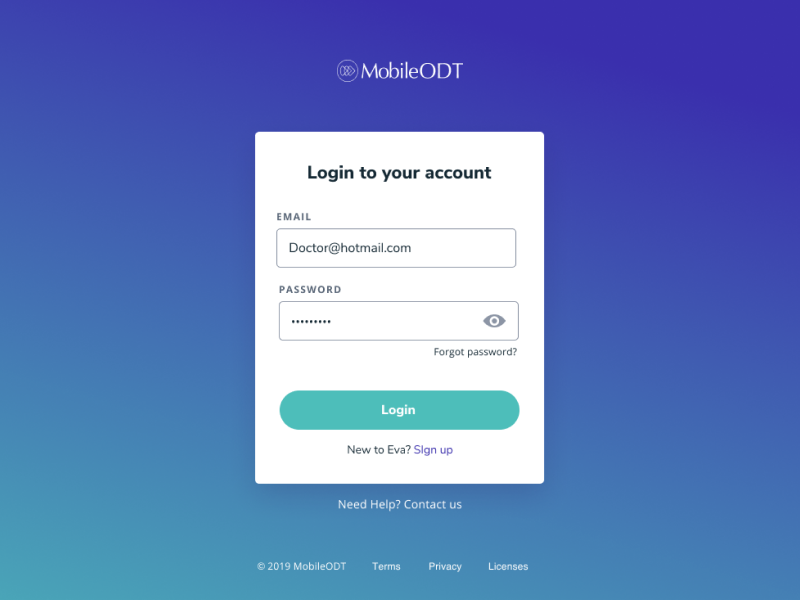 MobileODT
Login to your account
EMAIL
Doctor@hotmail.com
PASSWORD
•••••••••
Forgot password?
Login
New to Eva? Sign up
Need Help? Contact us
© 2019 MobileODT Terms Privacy Licenses